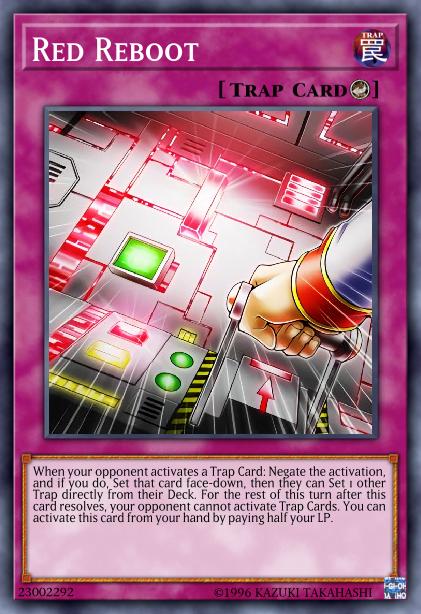 Red Reboot
TRAP
罠
[Trap Card]
When your opponent activates a Trap Card: Negate the activation,
and if you do, Set that card face-down, then they can Set 1 other
Trap directly from their Deck. For the rest of this turn after this
card resolves, your opponent cannot activate Trap Cards. You can
activate this card from your hand by paying half your LP.
23002292
©1996 KAZUKI TAKAHASHI